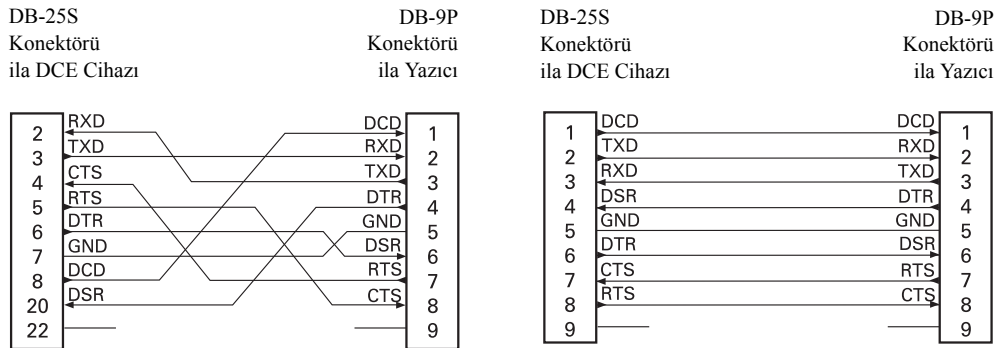 DB-25S DB-9P DB-25S DB-9P
Konektörü Konektörü Konektörü Konektörü
ila DCE Cihazı ila Yazıcı ila DCE Cihazı ila Yazıcı
2 RXD DCD 1
3 TXD RXD 2
4 CTS TXD 3
5 RTS DTR 4
6 DTR GND 5
7 GND DSR 6
8 DCD RTS 7
20 DSR CTS 8
22 9
1 DCD DCD 1
2 TXD RXD 2
3 RXD TXD 3
4 DSR DTR 4
5 GND GND 5
6 DTR DSR 6
7 CTS RTS 7
8 RTS CTS 8
9 9